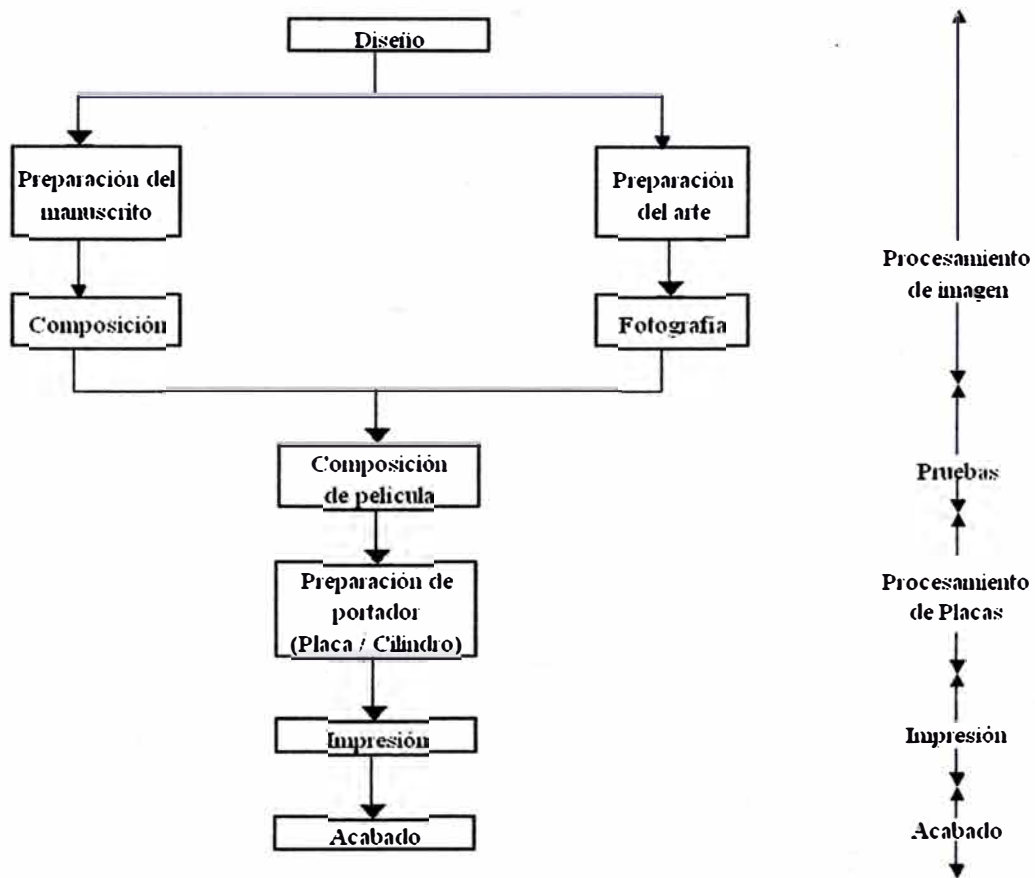 Diseño
Preparación del
manuscrito
Preparación
del arte
Procesamiento
de imagen
Composición
Fotografía
Composición
de película
Pruebas
Preparación de
portador
(Placa / Cilindro)
Procesamiento
de Placas
Impresión
Impresión
Acabado
Acabado